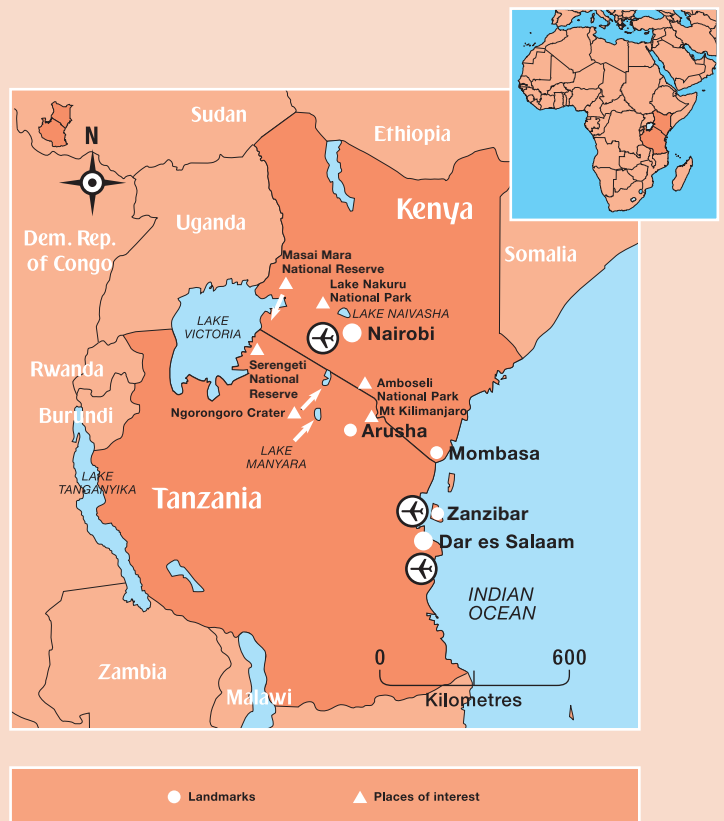 Sudan
N
Ethiopia
Kenya
Uganda
Dem. Rep.
of Congo
Somalia
Masai Mara
National Reserve
Lake Nakuru
National Park
LAKE NAIVASHA
LAKE
VICTORIA
Nairobi
Rwanda
Serengeti
National
Reserve
Amboseli
National Park
Burundi
Ngorongoro Crater
Mt Kilimanjaro
Arusha
LAKE
MANYARA
Mombasa
LAKE
TANGANYIKA
Tanzania
Zanzibar
Dar es Salaam
INDIAN
OCEAN
0 600
Kilometres
Zambia
Malawi
Landmarks Places of interest